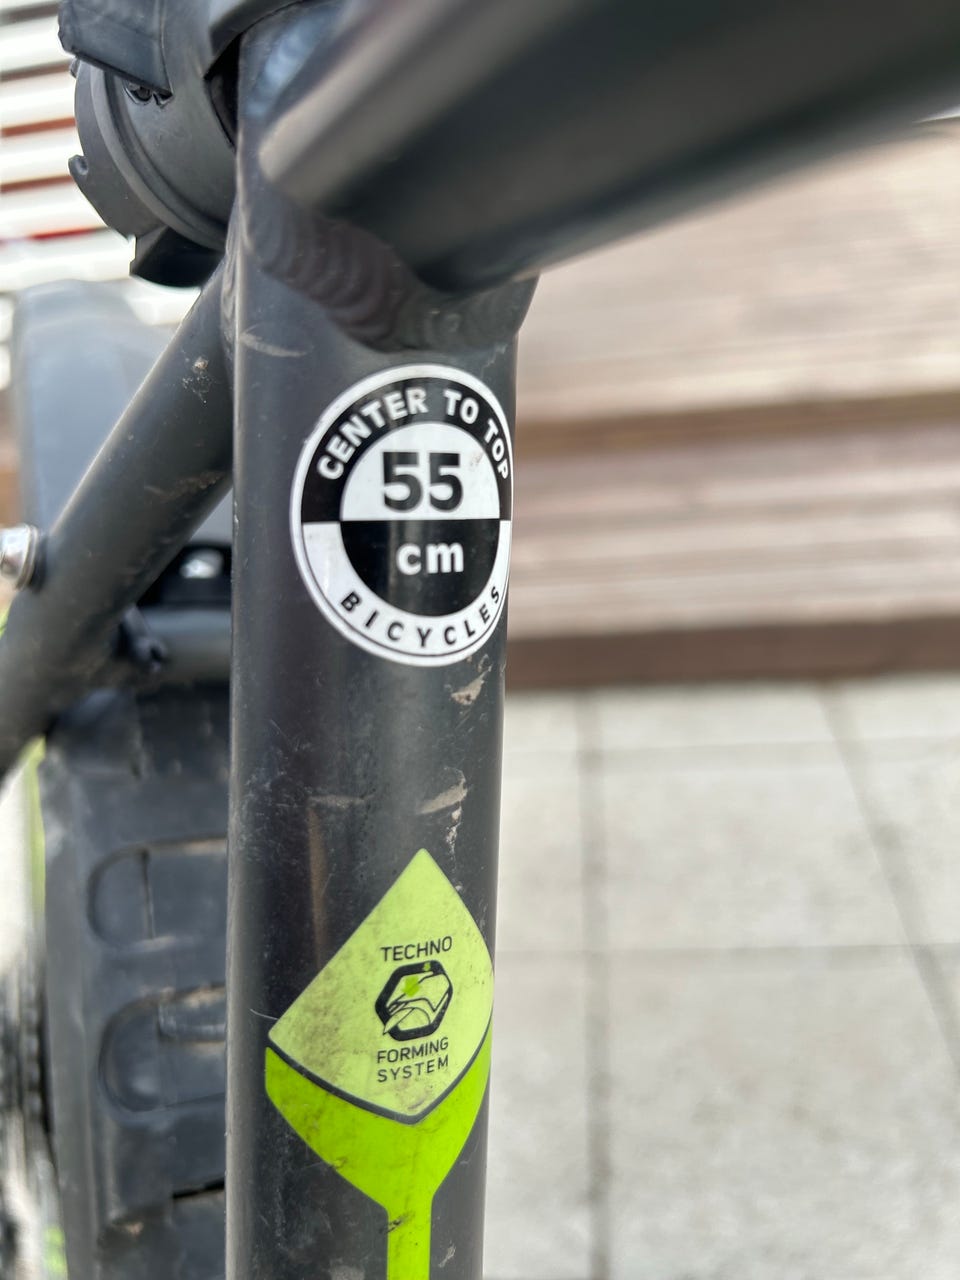 CENTER TO TOP
55
cm
BICYCLES
TECHNO
FORMING
SYSTEM